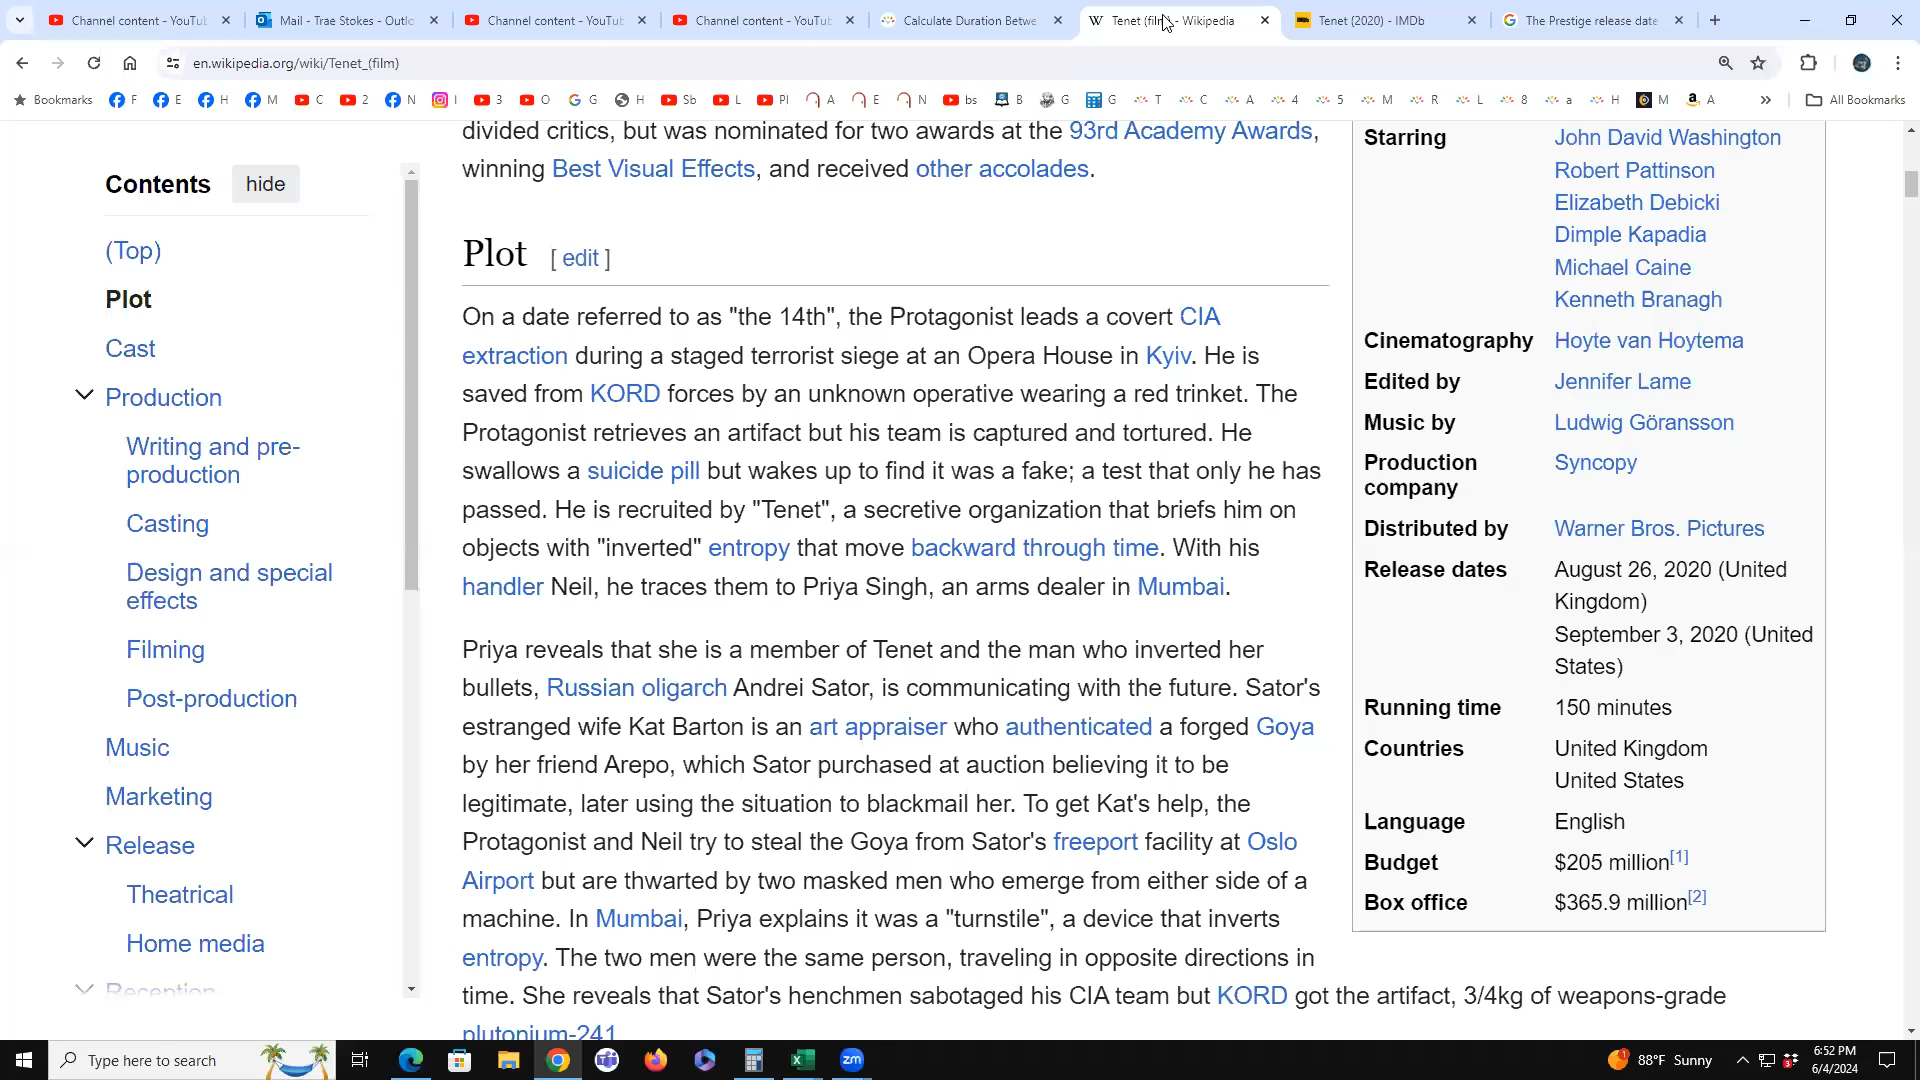 Channel content - YouTub
Mail - Trae Stokes - Outlo
Channel content - YouTub
Channel content - YouTub
Calculate Duration Betwe
Tenet (film) - Wikipedia
Tenet (2020) - IMDb
The Prestige release date
en.wikipedia.org/wiki/Tenet_(film)
Bookmarks F E H M C 2 N I 3 O G H Sb L Pl A E N bs B G G T C A 4 5 M R L 8 a H M A » All Bookmarks
Contents hide
(Top)
Plot
Cast
Production
Writing and pre-
production
Casting
Design and special
effects
Filming
Post-production
Music
Marketing
Release
Theatrical
Home media
Reception
divided critics, but was nominated for two awards at the 93rd Academy Awards,
winning Best Visual Effects, and received other accolades.
Plot [ edit ]
On a date referred to as "the 14th", the Protagonist leads a covert CIA
extraction during a staged terrorist siege at an Opera House in Kyiv. He is
saved from KORD forces by an unknown operative wearing a red trinket. The
Protagonist retrieves an artifact but his team is captured and tortured. He
swallows a suicide pill but wakes up to find it was a fake; a test that only he has
passed. He is recruited by "Tenet", a secretive organization that briefs him on
objects with "inverted" entropy that move backward through time. With his
handler Neil, he traces them to Priya Singh, an arms dealer in Mumbai.
Priya reveals that she is a member of Tenet and the man who inverted her
bullets, Russian oligarch Andrei Sator, is communicating with the future. Sator's
estranged wife Kat Barton is an art appraiser who authenticated a forged Goya
by her friend Arepo, which Sator purchased at auction believing it to be
legitimate, later using the situation to blackmail her. To get Kat's help, the
Protagonist and Neil try to steal the Goya from Sator's freeport facility at Oslo
Airport but are thwarted by two masked men who emerge from either side of a
machine. In Mumbai, Priya explains it was a "turnstile", a device that inverts
entropy. The two men were the same person, traveling in opposite directions in
time. She reveals that Sator's henchmen sabotaged his CIA team but KORD got the artifact, 3/4kg of weapons-grade
plutonium-241
Starring John David Washington
Robert Pattinson
Elizabeth Debicki
Dimple Kapadia
Michael Caine
Kenneth Branagh
Cinematography Hoyte van Hoytema
Edited by Jennifer Lame
Music by Ludwig Göransson
Production Syncopy
company
Distributed by Warner Bros. Pictures
Release dates August 26, 2020 (United
Kingdom)
September 3, 2020 (United
States)
Running time 150 minutes
Countries United Kingdom
United States
Language English
Budget $205 million[1]
Box office $365.9 million[2]
Type here to search
88°F Sunny
6:52 PM
6/4/2024